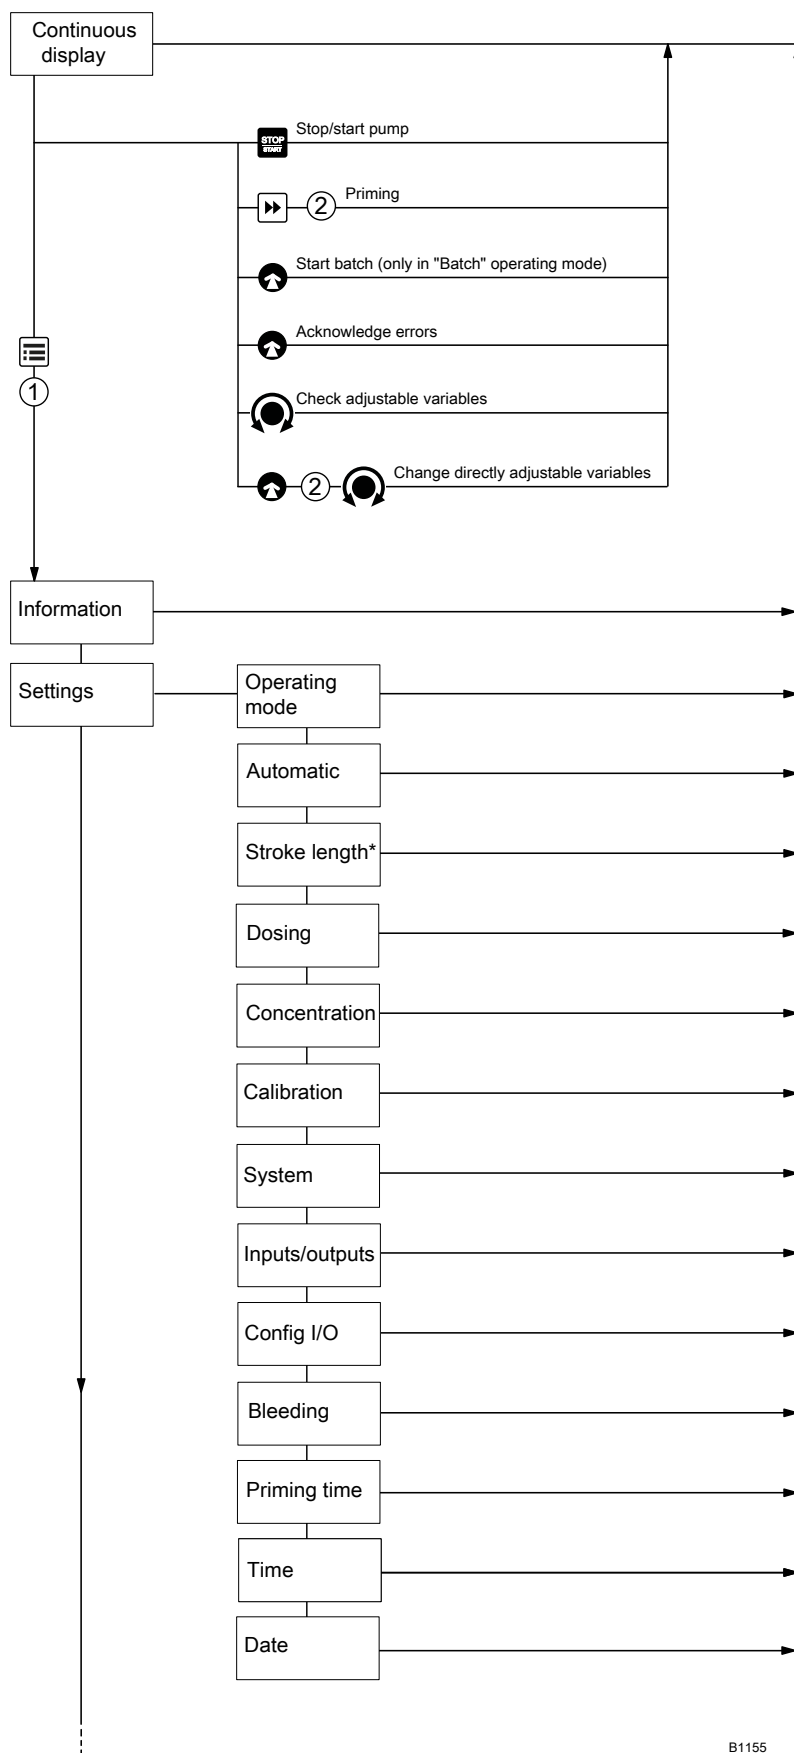 Continuous
display
STOP
START
Stop/start pump
2
Priming
Start batch (only in "Batch" operating mode)
Acknowledge errors
1
Check adjustable variables
2
Change directly adjustable variables
Information
Settings
Operating
mode
Automatic
Stroke length*
Dosing
Concentration
Calibration
System
Inputs/outputs
Config I/O
Bleeding
Priming time
Time
Date
B1155